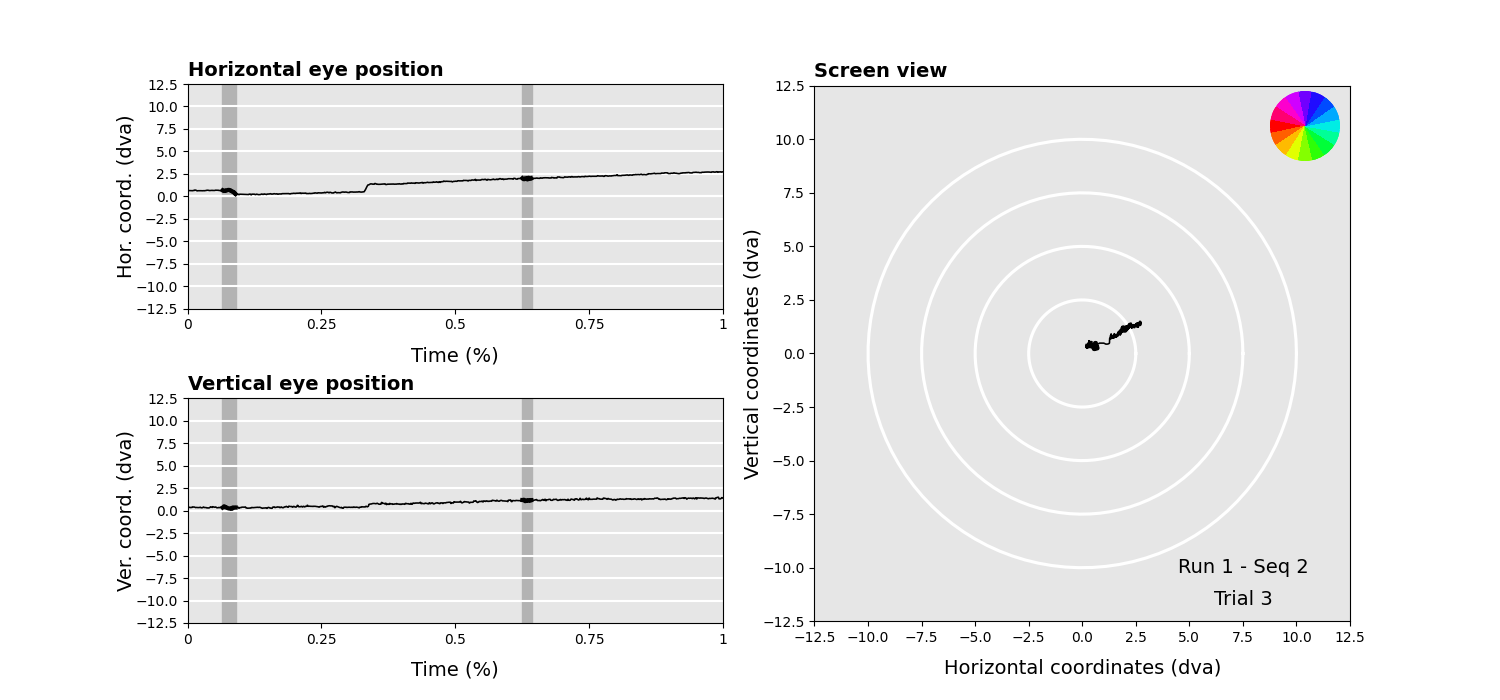 Horizontal eye position
Hor. coord. (dva)
12.5
10.0
7.5
5.0
2.5
0.0
−2.5
−5.0
−7.5
−10.0
−12.5
0 0.25 0.5 0.75 1
Time (%)
Vertical eye position
Ver. coord. (dva)
12.5
10.0
7.5
5.0
2.5
0.0
−2.5
−5.0
−7.5
−10.0
−12.5
0 0.25 0.5 0.75 1
Time (%)
Screen view
Vertical coordinates (dva)
12.5
10.0
7.5
5.0
2.5
0.0
−2.5
−5.0
−7.5
−10.0
−12.5
Run 1 - Seq 2
Trial 3
−12.5 −10.0 −7.5 −5.0 −2.5 0.0 2.5 5.0 7.5 10.0 12.5
Horizontal coordinates (dva)